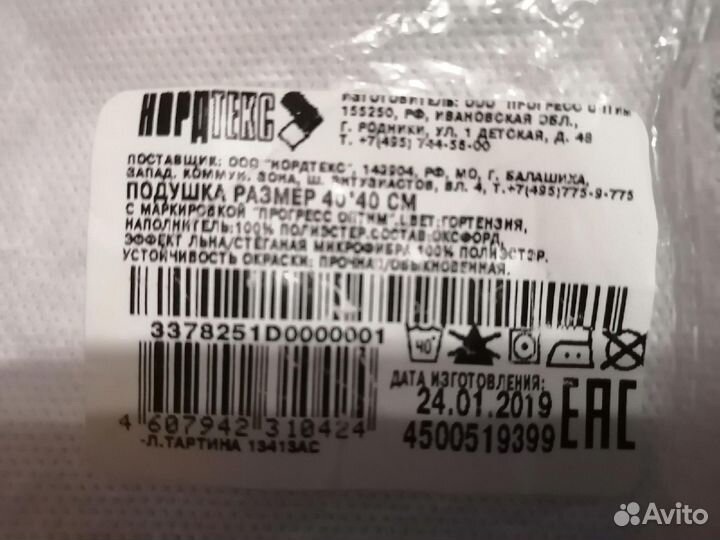 НОРДТЕКС
ИЗГОТОВИТЕЛЬ: ООО "ПРОГРЕСС ОПТИМ"
155250, РФ, ИВАНОВСКАЯ ОБЛ.,
Г. РОДНИКИ, УЛ. 1 ДЕТСКАЯ, Д. 48
Т.+7(495) 744-58-00
ПОСТАВЩИК: ООО "НОРДТЕКС", 143904, РФ, МО, Г. БАЛАШИХА,
ЗАПАД. КОММУН. ЗОНА, Ш. ЭНТУЗИАСТОВ, ВЛ. 4, Т.+7(495)775-9-775
ПОДУШКА РАЗМЕР 40*40 СМ
С МАРКИРОВКОЙ "ПРОГРЕСС ОПТИМ".ЦВЕТ:ГОРТЕНЗИЯ,
НАПОЛНИТЕЛЬ:100% ПОЛИЭСТЕР.СОСТАВ:ОКСФОРД,
ЭФФЕКТ ЛЬНА/СТЕГАНАЯ МИКРОФИБРА 100% ПОЛИЭСТЕР.
УСТОЙЧИВОСТЬ ОКРАСКИ: ПРОЧНАЯ/ОБЫКНОВЕННАЯ.
3378251D0000001
40°
ДАТА ИЗГОТОВЛЕНИЯ:
24.01.2019
4500519399
EAC
4 607942 310424
-Л.ТАРТИНА 13413АС
Avito